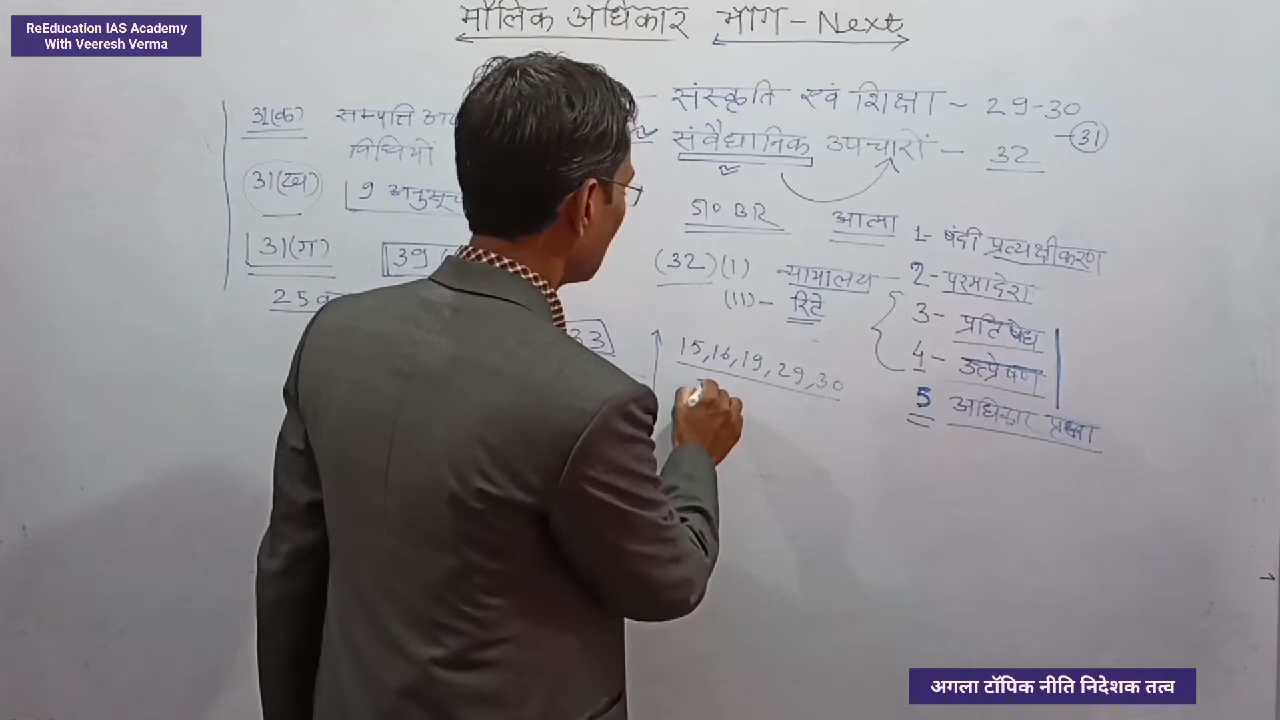 ReEducation IAS Academy
With Veeresh Verma
मौलिक अधिकार भाग - Next
संस्कृति एवं शिक्षा - 29-30
31
संवैधानिक उपचारों - 32
31(क) सम्पत्ति
विधियों
31(ख) 9
31(ग) 39
25
33
डा० BR आत्मा
(32) (I) न्यायालय
(II) - रिटे
15,16,19,29,30
1- बंदी प्रत्यक्षीकरण
2- परमादेश
3- प्रतिषेध
4- उत्प्रेषण
5 अधिकार पृच्छा
अगला टॉपिक नीति निदेशक तत्व